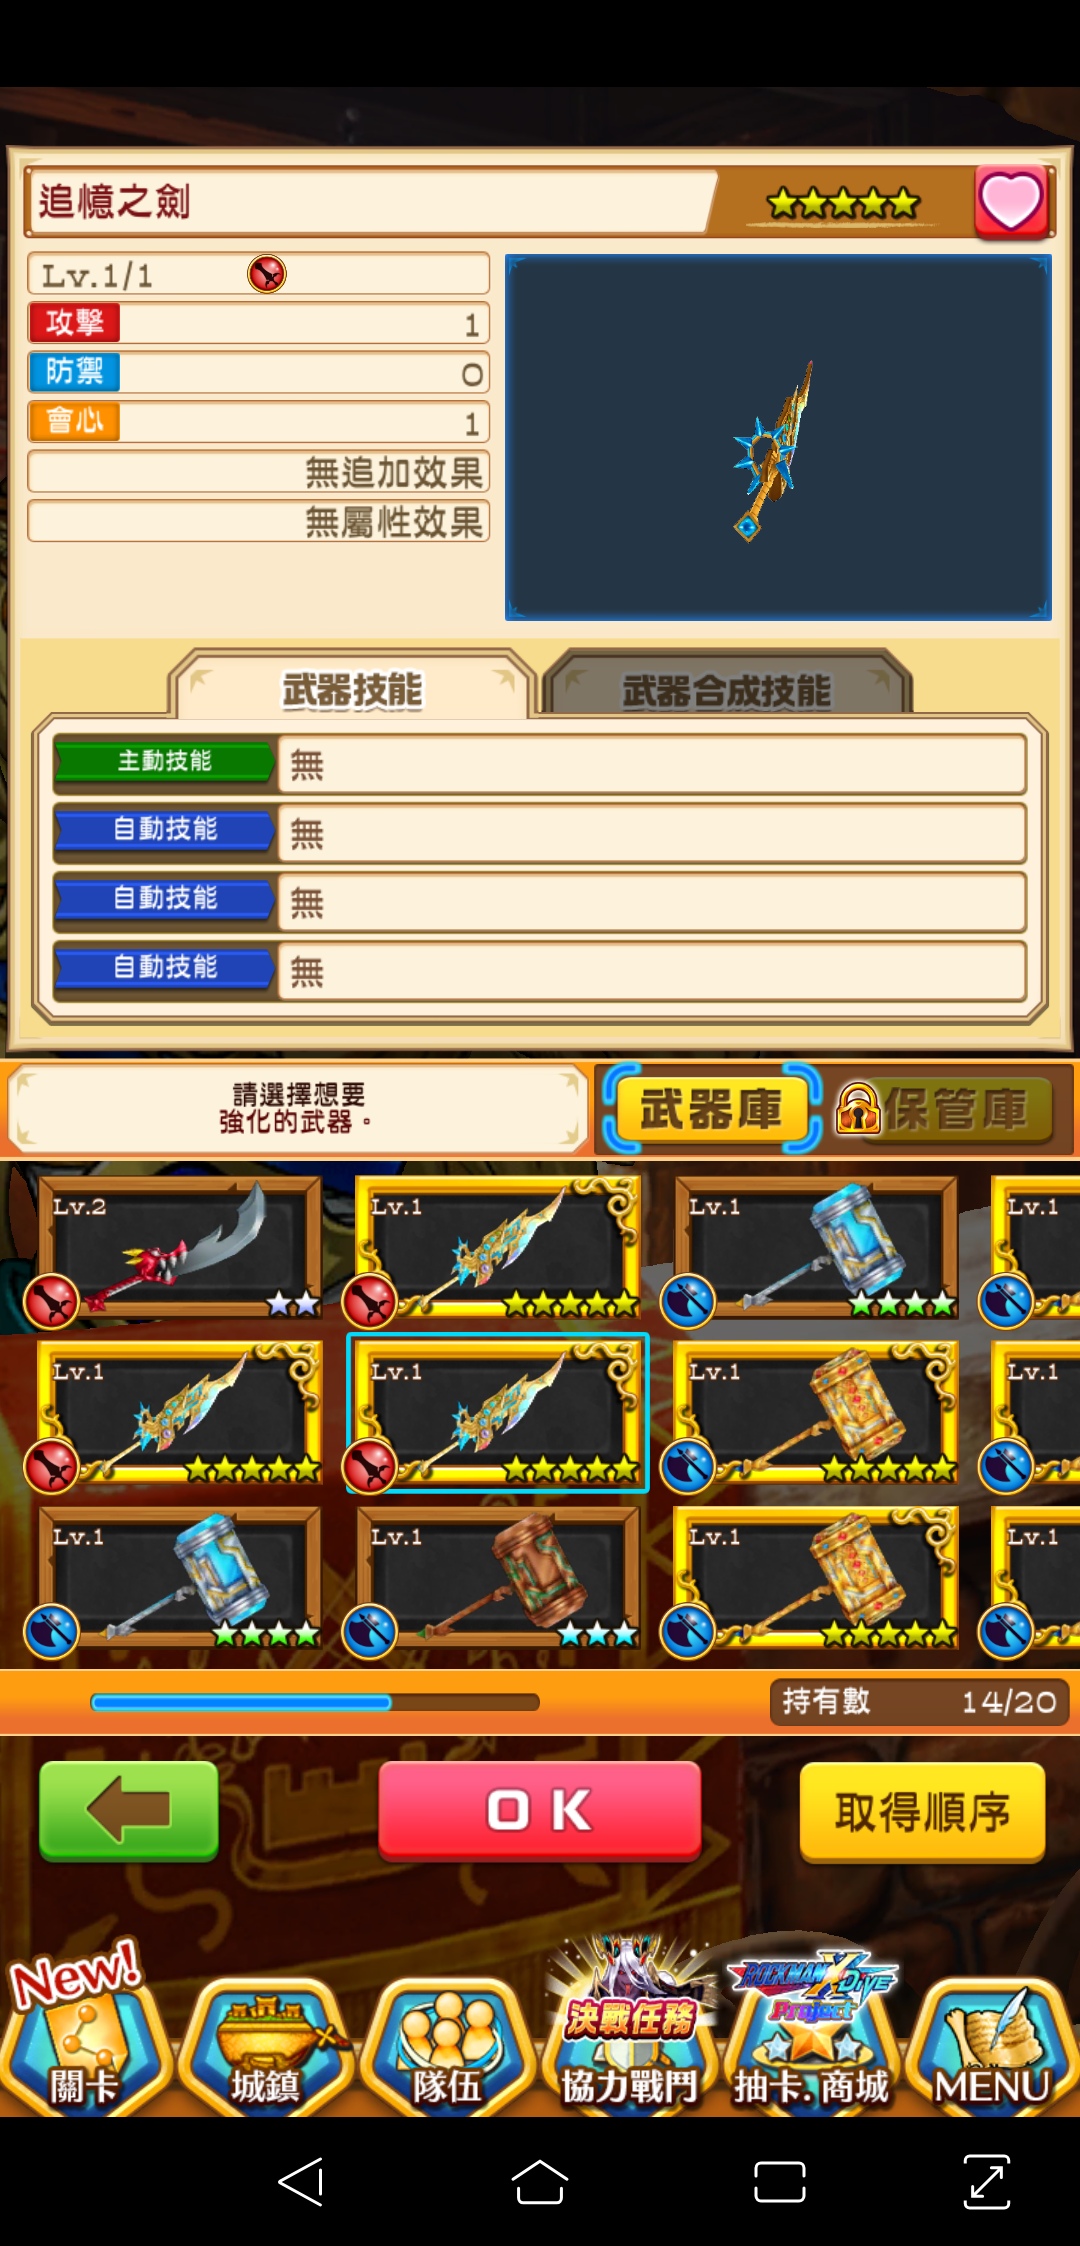 追憶之劍
Lv.1/1
攻擊 1
防禦 0
會心 1
無追加效果
無屬性效果
武器技能 武器合成技能
主動技能 無
自動技能 無
自動技能 無
自動技能 無
請選擇想要
強化的武器。
武器庫 保管庫
Lv.2 Lv.1 Lv.1 Lv.1
Lv.1 Lv.1 Lv.1 Lv.1
Lv.1 Lv.1 Lv.1 Lv.1
持有數 14/20
OK
取得順序
New!
ROCKMAN X DiVE
Project
決戰任務
關卡 城鎮 隊伍 協力戰鬥 抽卡.商城 MENU